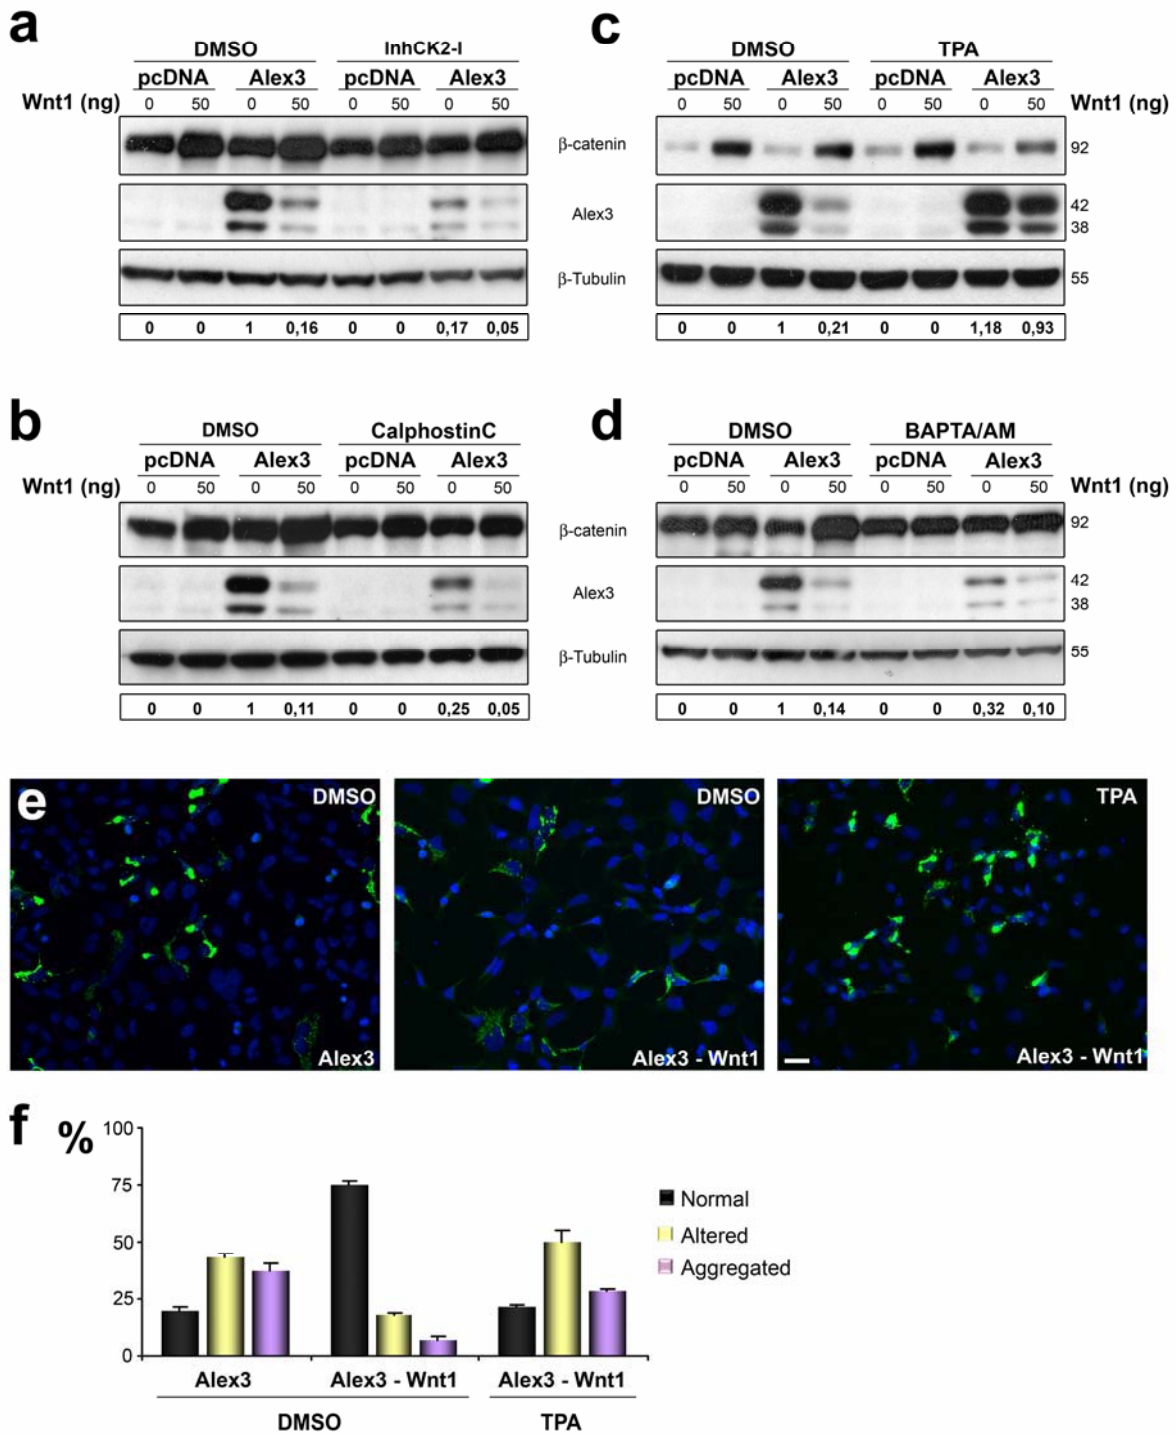 a
DMSO InhCK2-I
pcDNA Alex3 pcDNA Alex3
Wnt1 (ng) 0 50 0 50 0 50 0 50
β-catenin
Alex3
β-Tubulin
0 0 1 0,16 0 0 0,17 0,05
c
DMSO TPA
pcDNA Alex3 pcDNA Alex3
0 50 0 50 0 50 0 50 Wnt1 (ng)
92
42
38
55
0 0 1 0,21 0 0 1,18 0,93
b
DMSO CalphostinC
pcDNA Alex3 pcDNA Alex3
Wnt1 (ng) 0 50 0 50 0 50 0 50
β-catenin
Alex3
β-Tubulin
0 0 1 0,11 0 0 0,25 0,05
d
DMSO BAPTA/AM
pcDNA Alex3 pcDNA Alex3
0 50 0 50 0 50 0 50 Wnt1 (ng)
92
42
38
55
0 0 1 0,14 0 0 0,32 0,10
e
DMSO
Alex3
DMSO
Alex3 - Wnt1
TPA
Alex3 - Wnt1
f
%
100
75
50
25
0
Normal
Altered
Aggregated
Alex3 Alex3 - Wnt1 Alex3 - Wnt1
DMSO TPA